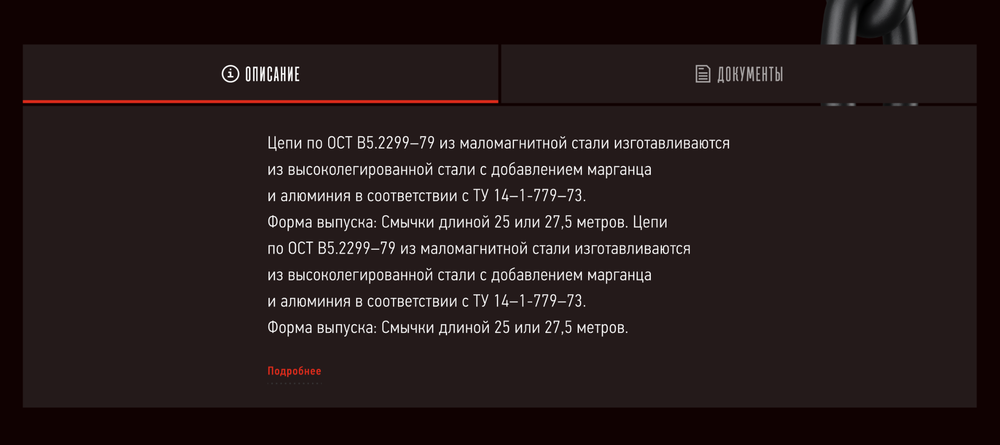 ОПИСАНИЕ
ДОКУМЕНТЫ
Цепи по ОСТ В5.2299–79 из маломагнитной стали изготавливаются
из высоколегированной стали с добавлением марганца
и алюминия в соответствии с ТУ 14–1-779–73.
Форма выпуска: Смычки длиной 25 или 27,5 метров. Цепи
по ОСТ В5.2299–79 из маломагнитной стали изготавливаются
из высоколегированной стали с добавлением марганца
и алюминия в соответствии с ТУ 14–1-779–73.
Форма выпуска: Смычки длиной 25 или 27,5 метров.
Подробнее